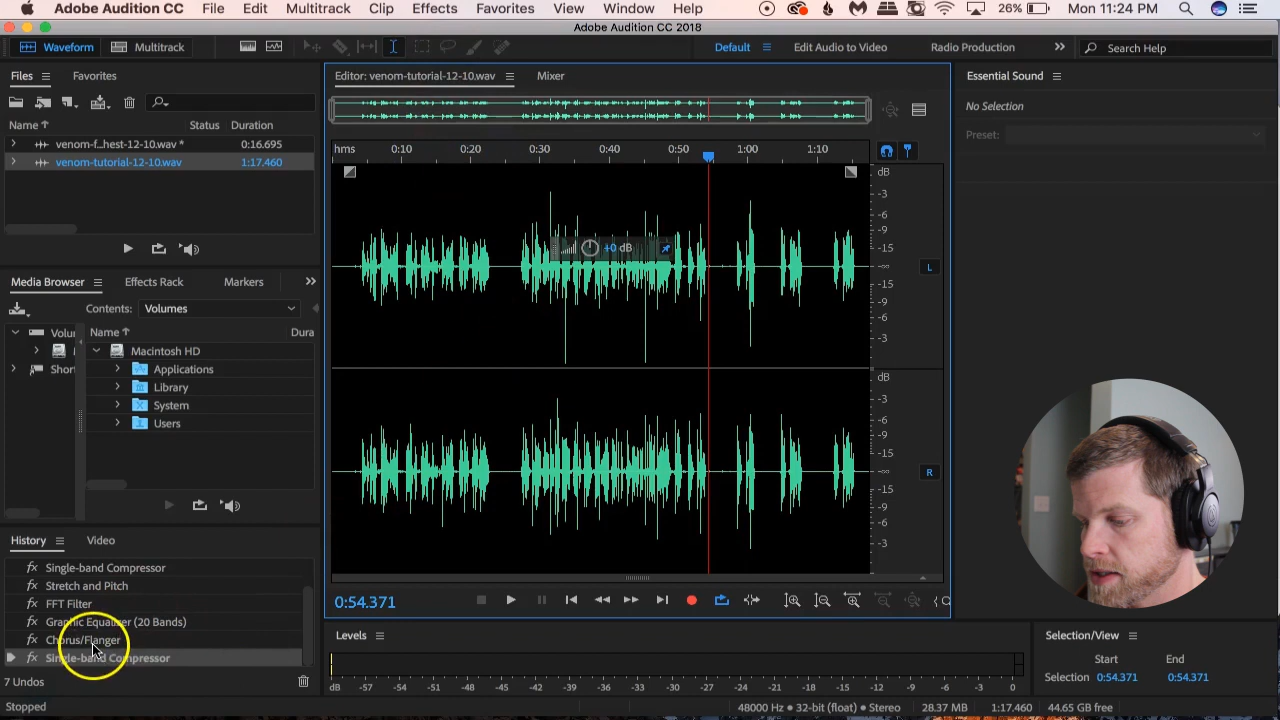 Adobe Audition CC File Edit Multitrack Clip Effects Favorites View Window Help 26% Mon 11:24 PM
Adobe Audition CC 2018
Waveform Multitrack Default Edit Audio to Video Radio Production Search Help
Files Favorites
Name Status Duration
venom-f...hest-12-10.wav * 0:16.695
venom-tutorial-12-10.wav 1:17.460
Media Browser Effects Rack Markers
Contents: Volumes
Volu Name Dura
Macintosh HD
Short Applications
Library
System
Users
History Video
Single-band Compressor
Stretch and Pitch
FFT Filter
Graphic Equalizer (20 Bands)
Chorus/Flanger
Single-band Compressor
7 Undos
Stopped
Editor: venom-tutorial-12-10.wav Mixer
hms 0:10 0:20 0:30 0:40 0:50 1:00 1:10
dB
-3
-6
-9
-15
-∞ L
-15
-9
-6
-3
+0 dB
dB
-3
-6
-9
-15
-∞ R
-15
-9
-6
-3
0:54.371
Levels
dB -57 -54 -51 -48 -45 -42 -39 -36 -33 -30 -27 -24 -21 -18 -15 -12 -9 -6 -3 0
Essential Sound
No Selection
Preset:
Selection/View
Start End
Selection 0:54.371 0:54.371
48000 Hz • 32-bit (float) • Stereo 28.37 MB 1:17.460 44.65 GB free